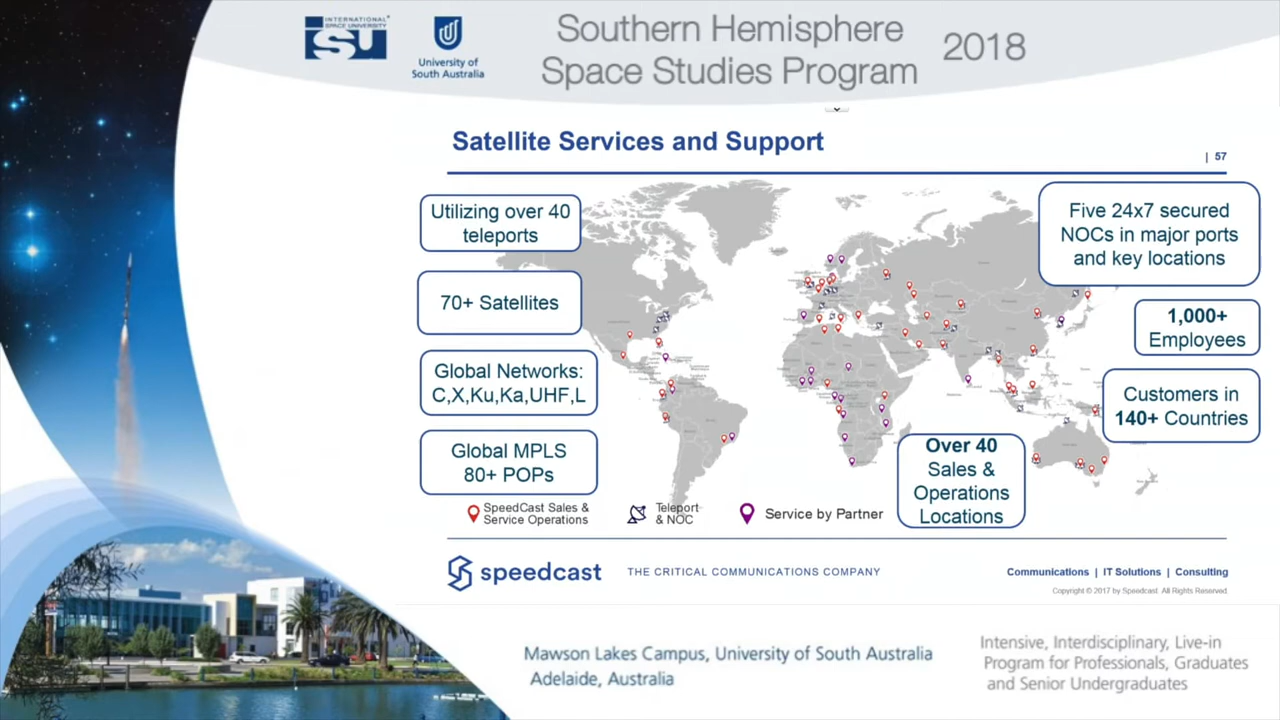 INTERNATIONAL
SPACE UNIVERSITY
ISU
University of
South Australia
Southern Hemisphere
Space Studies Program
2018
Satellite Services and Support
| 57
Utilizing over 40
teleports
70+ Satellites
Global Networks:
C,X,Ku,Ka,UHF,L
Global MPLS
80+ POPs
Five 24x7 secured
NOCs in major ports
and key locations
1,000+
Employees
Customers in
140+ Countries
Over 40
Sales &
Operations
Locations
SpeedCast Sales &
Service Operations
Teleport
& NOC
Service by Partner
speedcast
THE CRITICAL COMMUNICATIONS COMPANY
Communications | IT Solutions | Consulting
Copyright © 2017 by Speedcast. All Rights Reserved.
Mawson Lakes Campus, University of South Australia
Adelaide, Australia
Intensive, Interdisciplinary, Live-in
Program for Professionals, Graduates
and Senior Undergraduates